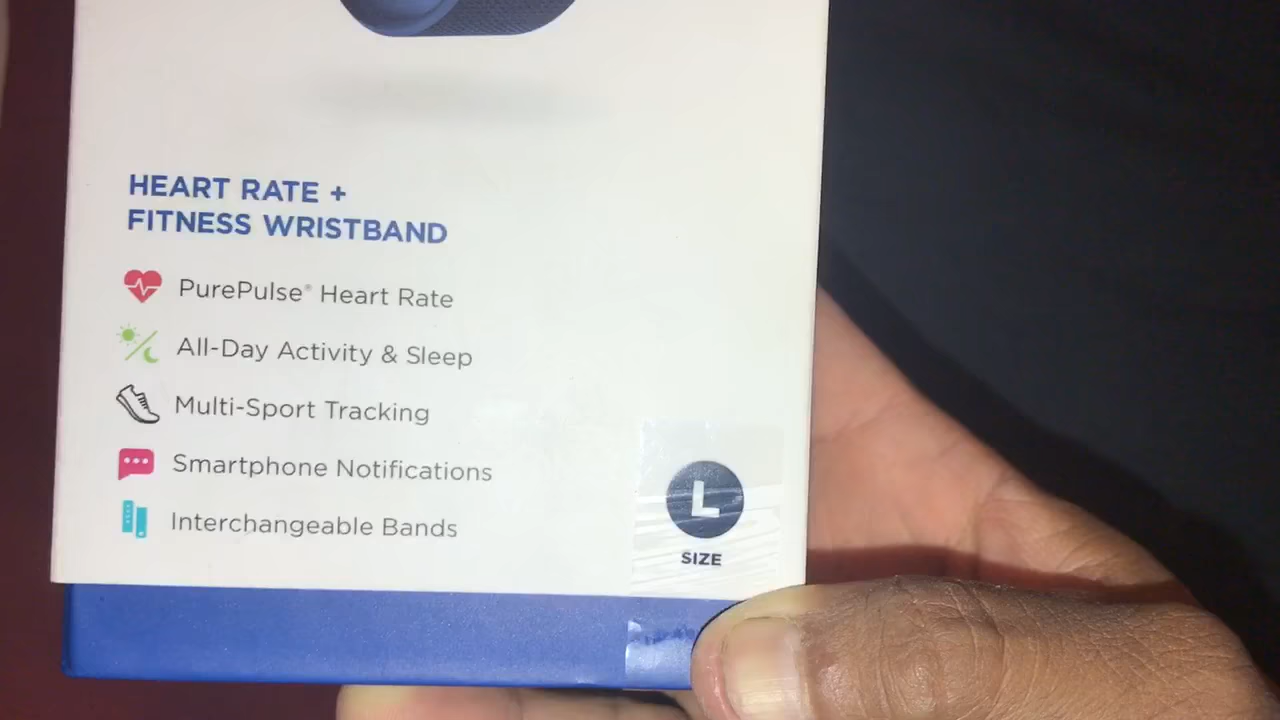 HEART RATE +
FITNESS WRISTBAND
PurePulse® Heart Rate
All-Day Activity & Sleep
Multi-Sport Tracking
Smartphone Notifications
Interchangeable Bands
L
SIZE